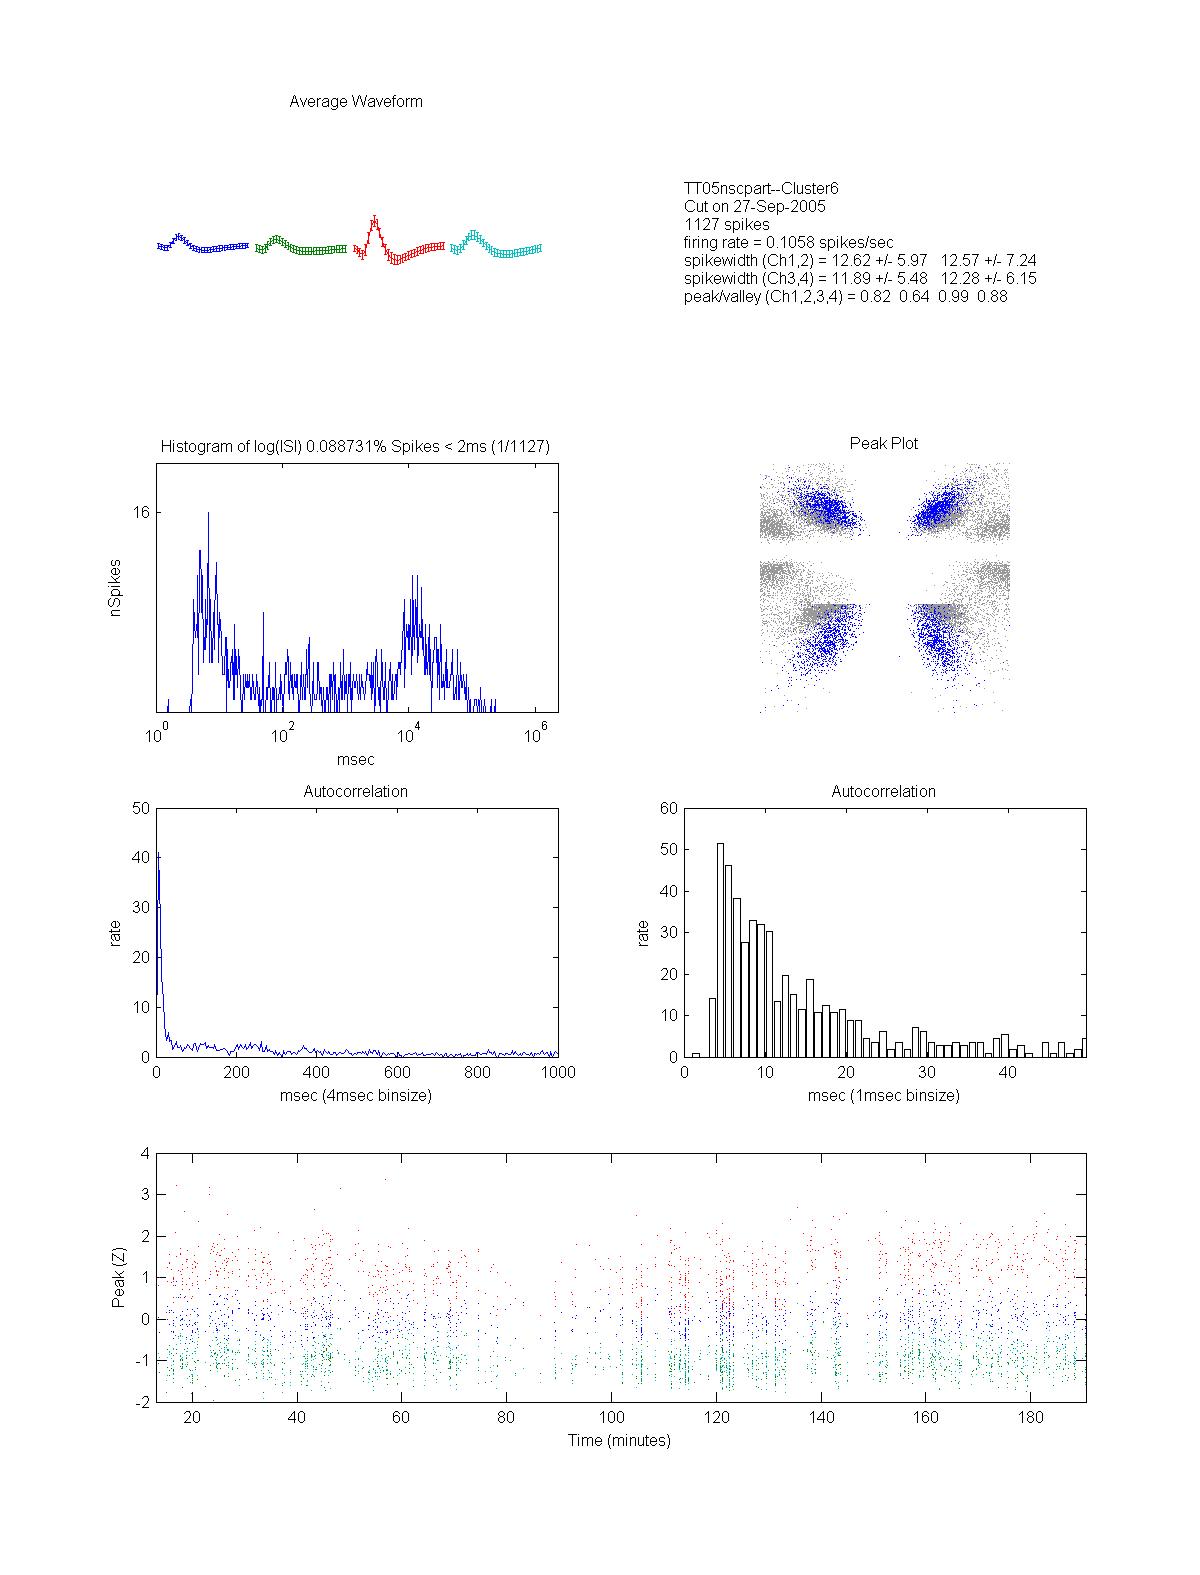 Average Waveform
TT05nscpart--Cluster6
Cut on 27-Sep-2005
1127 spikes
firing rate = 0.1058 spikes/sec
spikewidth (Ch1,2) = 12.62 +/- 5.97   12.57 +/- 7.24
spikewidth (Ch3,4) = 11.89 +/- 5.48   12.28 +/- 6.15
peak/valley (Ch1,2,3,4) = 0.82  0.64  0.99  0.88
Histogram of log(ISI) 0.088731% Spikes < 2ms (1/1127)
16
nSpikes
10^0 10^2 10^4 10^6
msec
Peak Plot
Autocorrelation
50
40
30
20
10
0
rate
0 200 400 600 800 1000
msec (4msec binsize)
Autocorrelation
60
50
40
30
20
10
0
rate
0 10 20 30 40
msec (1msec binsize)
4
3
2
1
0
-1
-2
Peak (Z)
20 40 60 80 100 120 140 160 180
Time (minutes)